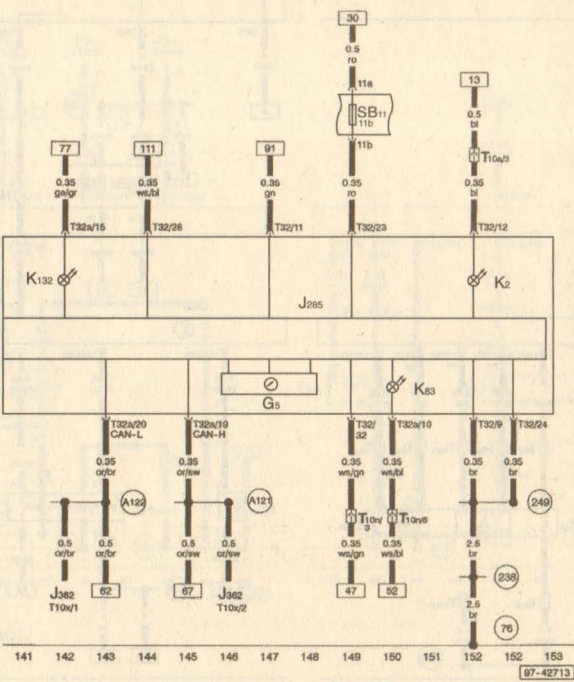 30
0.5
ro
11a
13
SB11
11b
0.5
bl
11b
T10a/3
77
111
91
0.35
ge/gr
0.35
ws/bl
0.35
gn
0.35
ro
0.35
bl
T32a/15
T32/28
T32/11
T32/23
T32/12
K132
K2
J285
K83
G5
T32a/20
CAN-L
T32a/19
CAN-H
T32/
32
T32a/10
T32/9
T32/24
0.35
or/br
0.35
or/sw
0.35
ws/gn
0.35
ws/bl
0.35
br
0.35
br
A122
A121
249
T10n/
3
T10n/8
0.5
or/br
0.5
or/br
0.5
or/sw
0.5
or/sw
0.35
ws/gn
0.35
ws/bl
2.5
br
238
J362
T10x/1
62
67
J362
T10x/2
47
52
2.5
br
76
141 142 143 144 145 146 147 148 149 150 151 152 152 153
97-42713